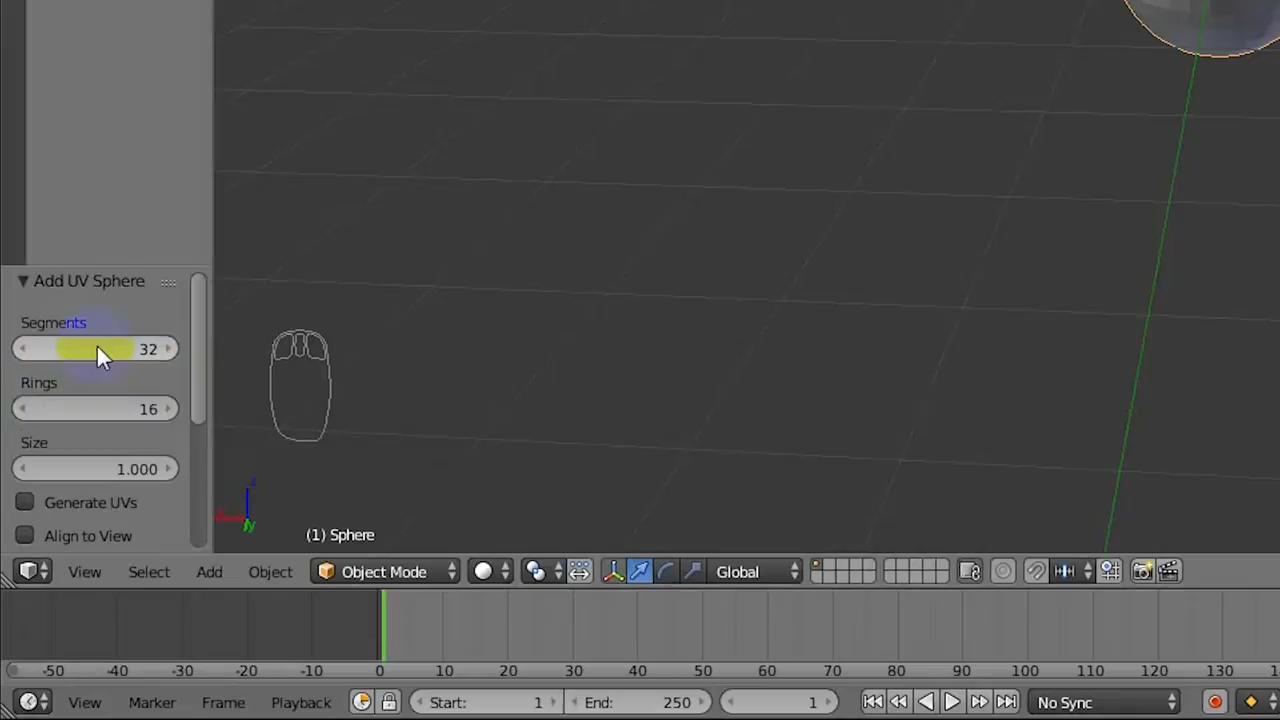 Add UV Sphere
Segments
32
Rings
16
Size
1.000
Generate UVs
Align to View
(1) Sphere
View Select Add Object Object Mode Global
-50 -40 -30 -20 -10 0 10 20 30 40 50 60 70 80 90 100 110 120 130
View Marker Frame Playback Start: 1 End: 250 1 No Sync